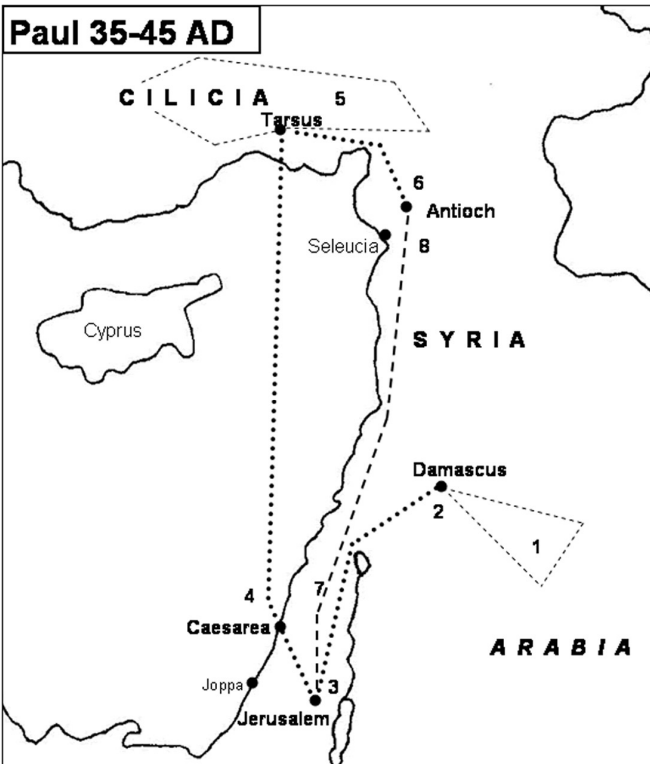 Paul 35-45 AD
CILICIA
5
Tarsus
6
Antioch
Seleucia
8
Cyprus
SYRIA
Damascus
2
1
7
4
Caesarea
ARABIA
Joppa
3
Jerusalem